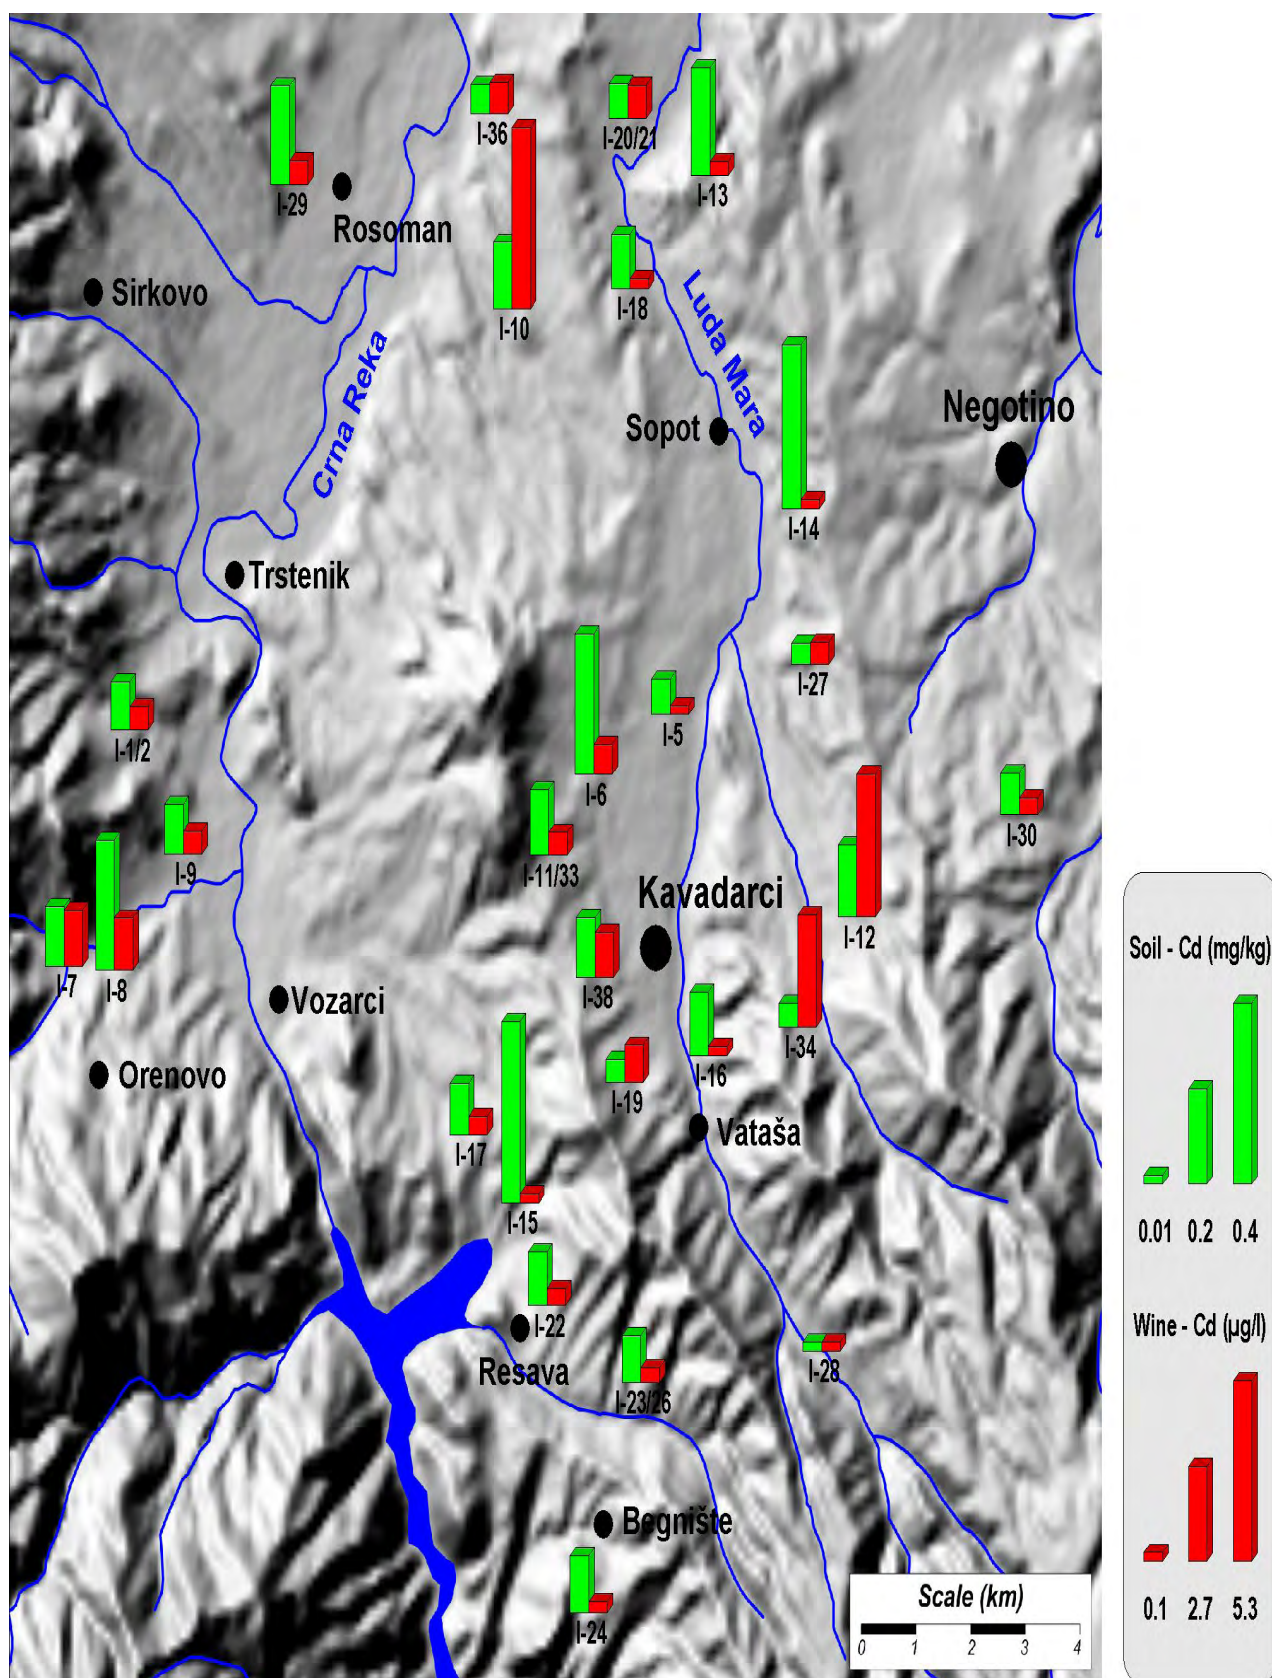 I-36
I-20/21
I-29
I-13
Rosoman
Sirkovo
I-18
I-10
Luda Mara
Crna Reka
Negotino
Sopot
I-14
Trstenik
I-27
I-5
I-1/2
I-6
I-30
I-9
I-11/33
Kavadarci
I-12
Soil - Cd (mg/kg)
I-7
I-8
I-38
Vozarci
I-34
I-16
Orenovo
I-19
Vataša
I-17
I-15
0.01 0.2 0.4
I-22
Wine - Cd (µg/l)
Resava
I-28
I-23/26
Begnište
Scale (km)
0 1 2 3 4
0.1 2.7 5.3
I-24